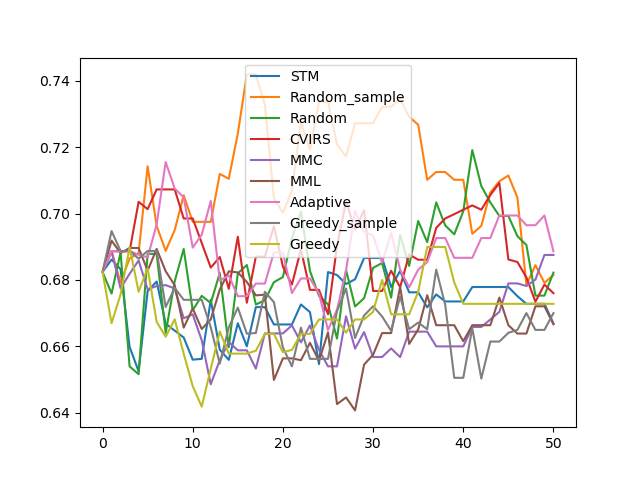 0.74
0.72
0.70
0.68
0.66
0.64
0
10
20
30
40
50
STM
Random_sample
Random
CVIRS
MMC
MML
Adaptive
Greedy_sample
Greedy